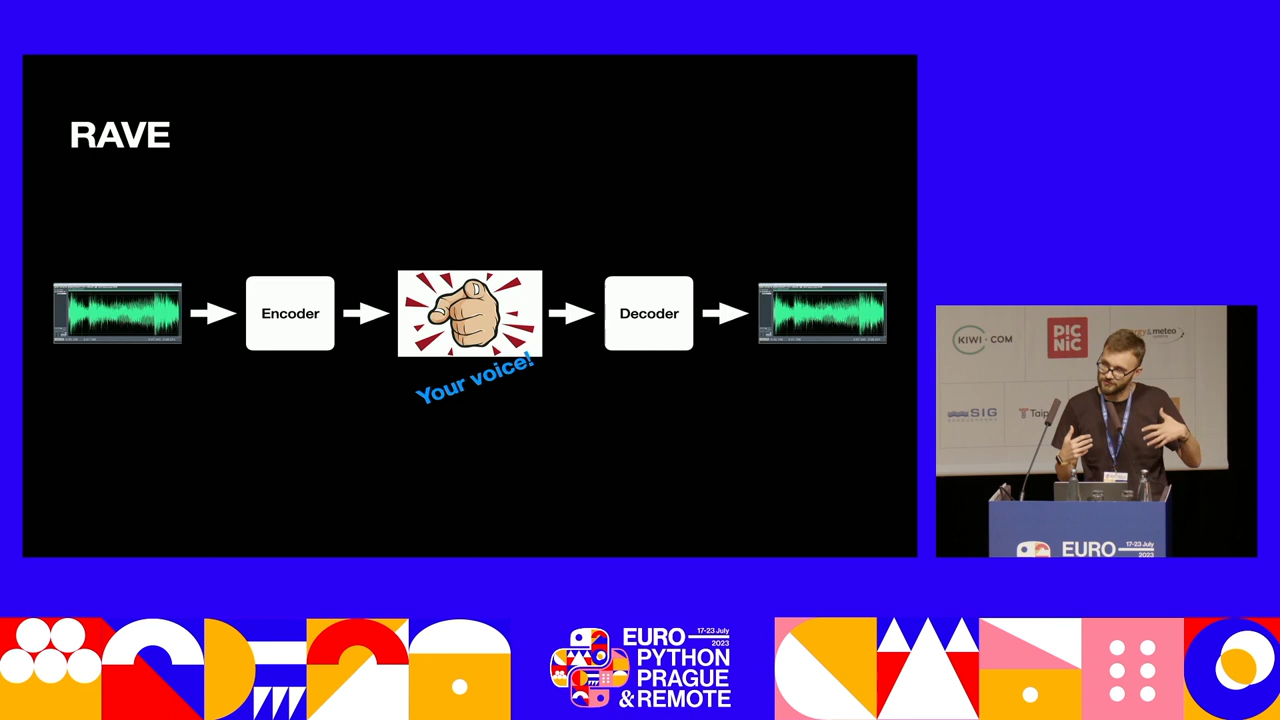 RAVE
Encoder
Your voice!
Decoder
KIWI.COM
PIC
NIC
SIG
EURO
17-23 July
2023
EURO
17-23 July
2023
PYTHON
PRAGUE
& REMOTE